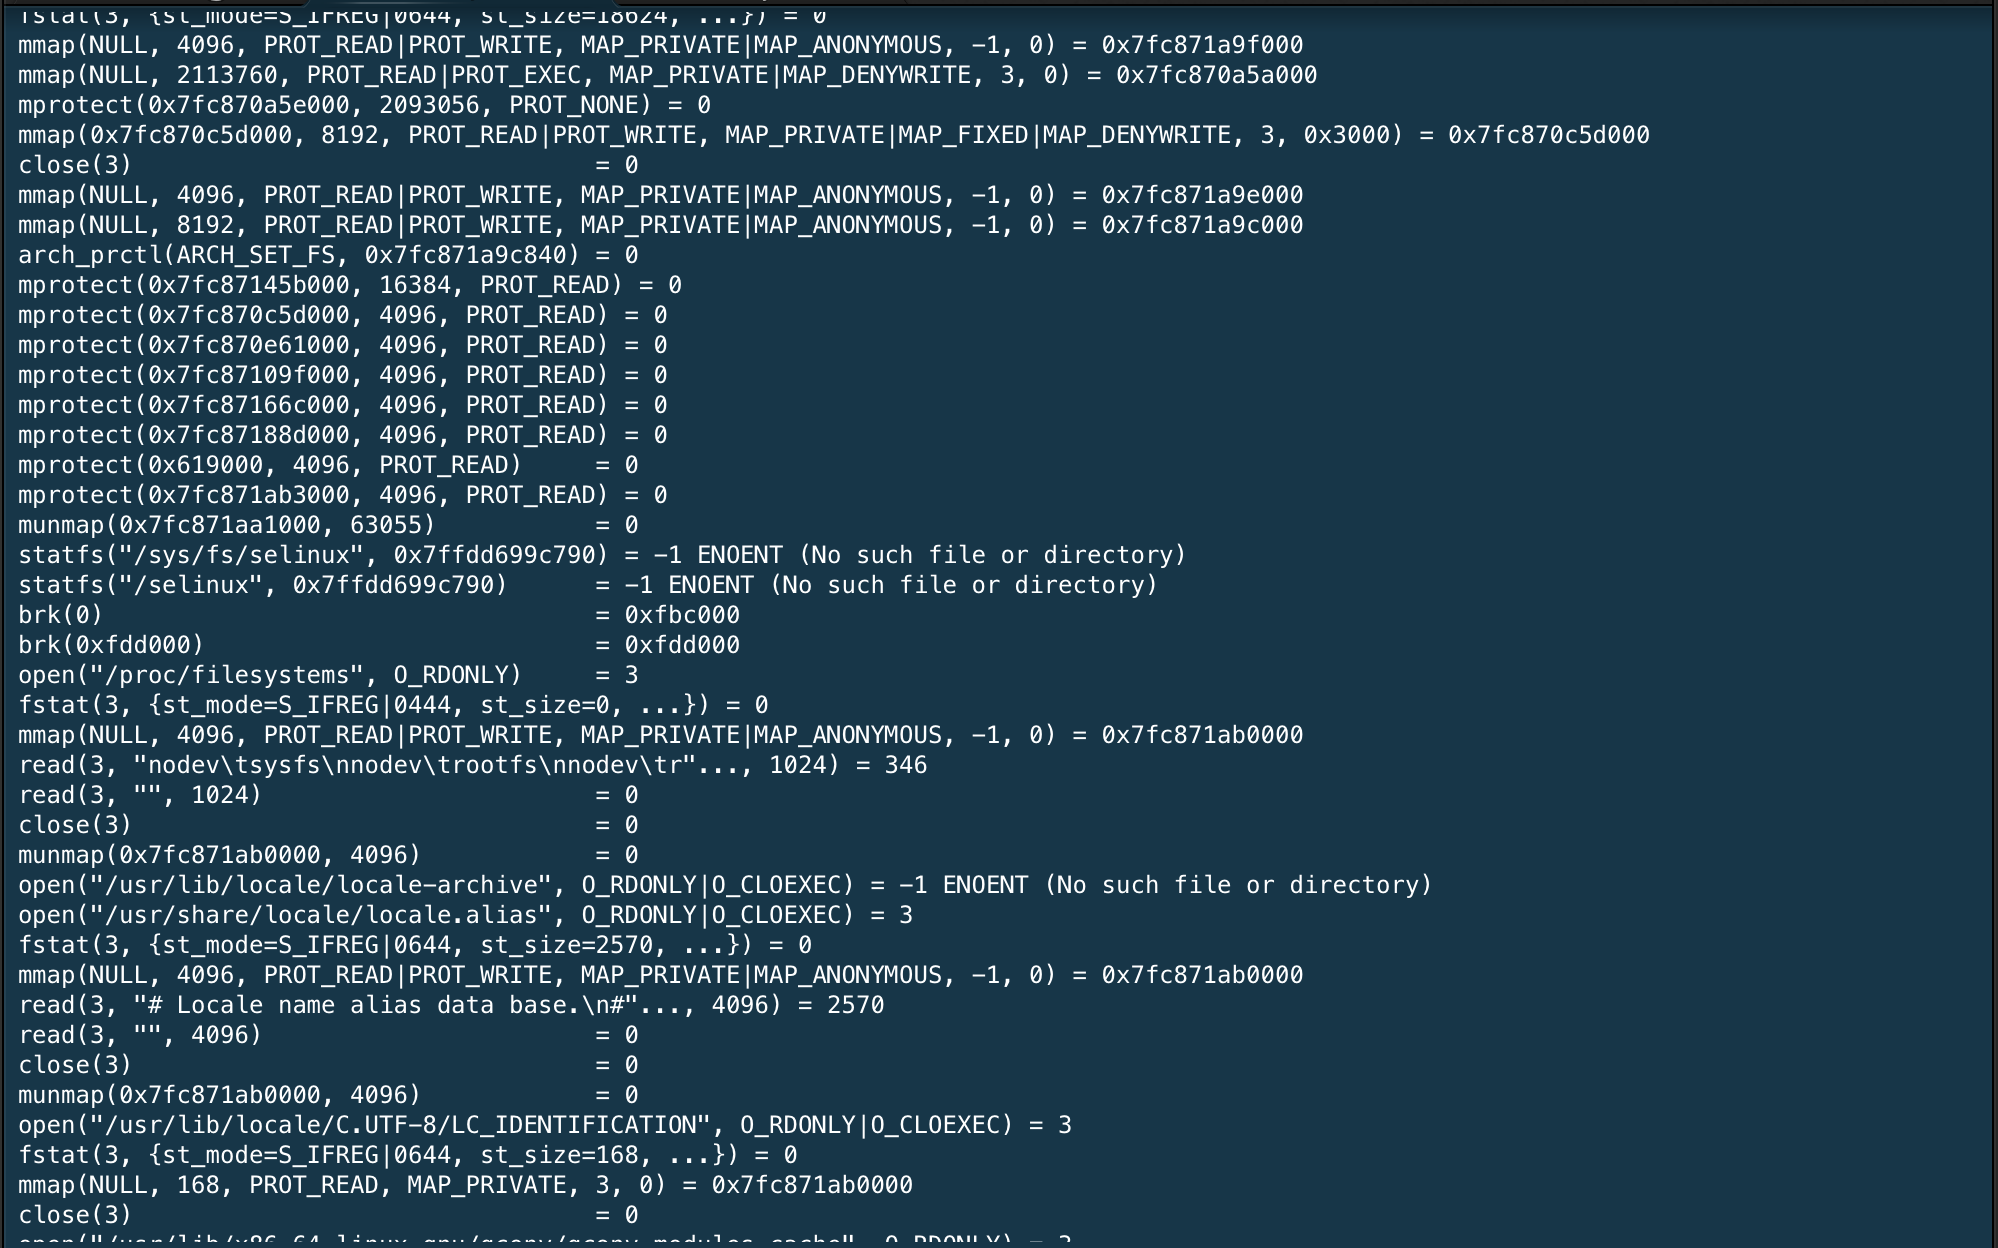 fstat(3, {st_mode=S_IFREG|0644, st_size=18624, ...}) = 0
mmap(NULL, 4096, PROT_READ|PROT_WRITE, MAP_PRIVATE|MAP_ANONYMOUS, -1, 0) = 0x7fc871a9f000
mmap(NULL, 2113760, PROT_READ|PROT_EXEC, MAP_PRIVATE|MAP_DENYWRITE, 3, 0) = 0x7fc870a5a000
mprotect(0x7fc870a5e000, 2093056, PROT_NONE) = 0
mmap(0x7fc870c5d000, 8192, PROT_READ|PROT_WRITE, MAP_PRIVATE|MAP_FIXED|MAP_DENYWRITE, 3, 0x3000) = 0x7fc870c5d000
close(3)                                = 0
mmap(NULL, 4096, PROT_READ|PROT_WRITE, MAP_PRIVATE|MAP_ANONYMOUS, -1, 0) = 0x7fc871a9e000
mmap(NULL, 8192, PROT_READ|PROT_WRITE, MAP_PRIVATE|MAP_ANONYMOUS, -1, 0) = 0x7fc871a9c000
arch_prctl(ARCH_SET_FS, 0x7fc871a9c840) = 0
mprotect(0x7fc87145b000, 16384, PROT_READ) = 0
mprotect(0x7fc870c5d000, 4096, PROT_READ) = 0
mprotect(0x7fc870e61000, 4096, PROT_READ) = 0
mprotect(0x7fc87109f000, 4096, PROT_READ) = 0
mprotect(0x7fc87166c000, 4096, PROT_READ) = 0
mprotect(0x7fc87188d000, 4096, PROT_READ) = 0
mprotect(0x619000, 4096, PROT_READ)     = 0
mprotect(0x7fc871ab3000, 4096, PROT_READ) = 0
munmap(0x7fc871aa1000, 63055)           = 0
statfs("/sys/fs/selinux", 0x7ffdd699c790) = -1 ENOENT (No such file or directory)
statfs("/selinux", 0x7ffdd699c790)      = -1 ENOENT (No such file or directory)
brk(0)                                  = 0xfbc000
brk(0xfdd000)                           = 0xfdd000
open("/proc/filesystems", O_RDONLY)     = 3
fstat(3, {st_mode=S_IFREG|0444, st_size=0, ...}) = 0
mmap(NULL, 4096, PROT_READ|PROT_WRITE, MAP_PRIVATE|MAP_ANONYMOUS, -1, 0) = 0x7fc871ab0000
read(3, "nodev\tsysfs\nnodev\trootfs\nnodev\tr"..., 1024) = 346
read(3, "", 1024)                       = 0
close(3)                                = 0
munmap(0x7fc871ab0000, 4096)            = 0
open("/usr/lib/locale/locale-archive", O_RDONLY|O_CLOEXEC) = -1 ENOENT (No such file or directory)
open("/usr/share/locale/locale.alias", O_RDONLY|O_CLOEXEC) = 3
fstat(3, {st_mode=S_IFREG|0644, st_size=2570, ...}) = 0
mmap(NULL, 4096, PROT_READ|PROT_WRITE, MAP_PRIVATE|MAP_ANONYMOUS, -1, 0) = 0x7fc871ab0000
read(3, "# Locale name alias data base.\n#"..., 4096) = 2570
read(3, "", 4096)                       = 0
close(3)                                = 0
munmap(0x7fc871ab0000, 4096)            = 0
open("/usr/lib/locale/C.UTF-8/LC_IDENTIFICATION", O_RDONLY|O_CLOEXEC) = 3
fstat(3, {st_mode=S_IFREG|0644, st_size=168, ...}) = 0
mmap(NULL, 168, PROT_READ, MAP_PRIVATE, 3, 0) = 0x7fc871ab0000
close(3)                                = 0
open("/usr/lib/x86_64-linux-gnu/gconv/gconv-modules.cache", O_RDONLY) = 3